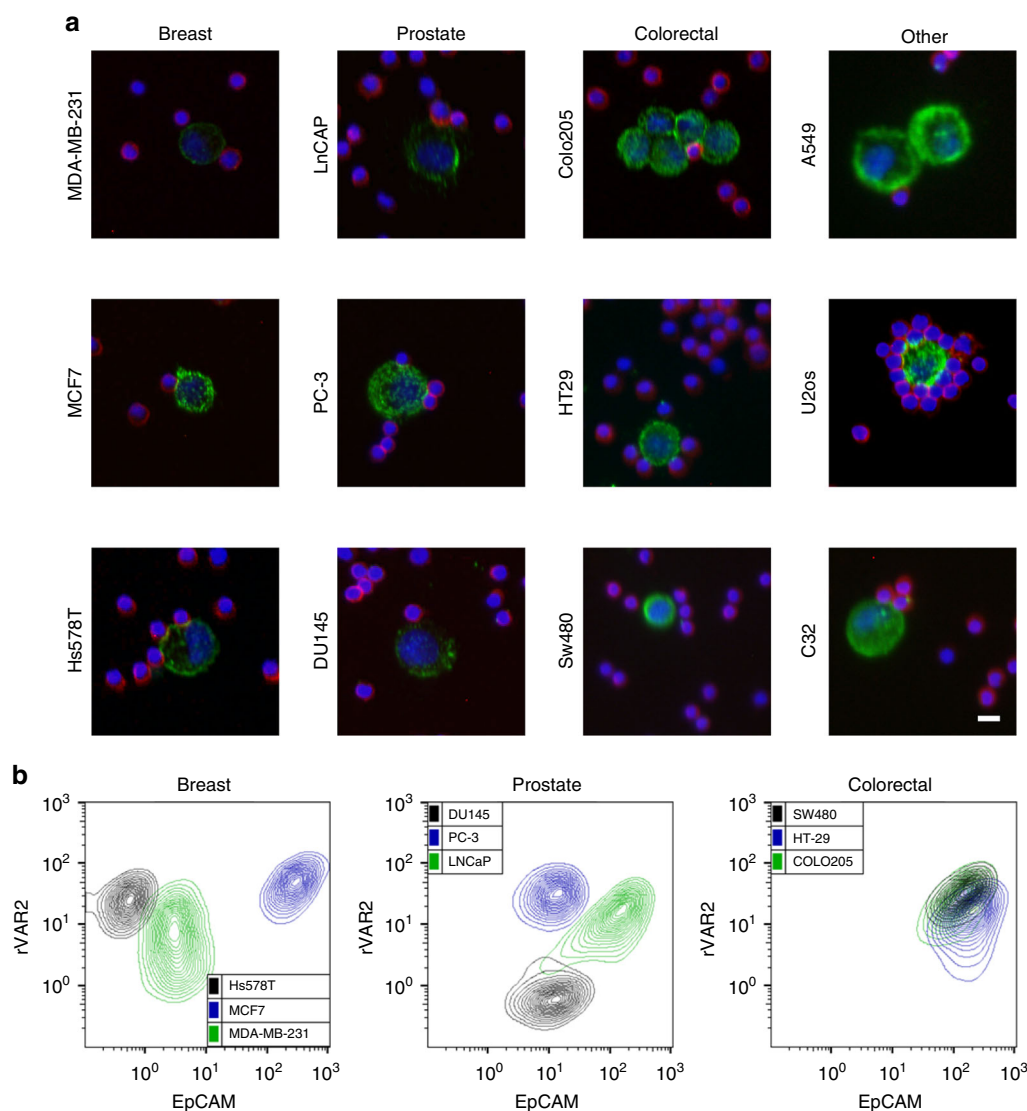 a
Breast Prostate Colorectal Other
MDA-MB-231 LnCAP Colo205 A549
MCF7 PC-3 HT29 U2os
Hs578T DU145 Sw480 C32
b
Breast Prostate Colorectal
rVAR2
10³
10²
10¹
10⁰
Hs578T
MCF7
MDA-MB-231
10⁰ 10¹ 10² 10³
EpCAM
rVAR2
10³
10²
10¹
10⁰
DU145
PC-3
LNCaP
10⁰ 10¹ 10² 10³
EpCAM
rVAR2
10³
10²
10¹
10⁰
SW480
HT-29
COLO205
10⁰ 10¹ 10² 10³
EpCAM